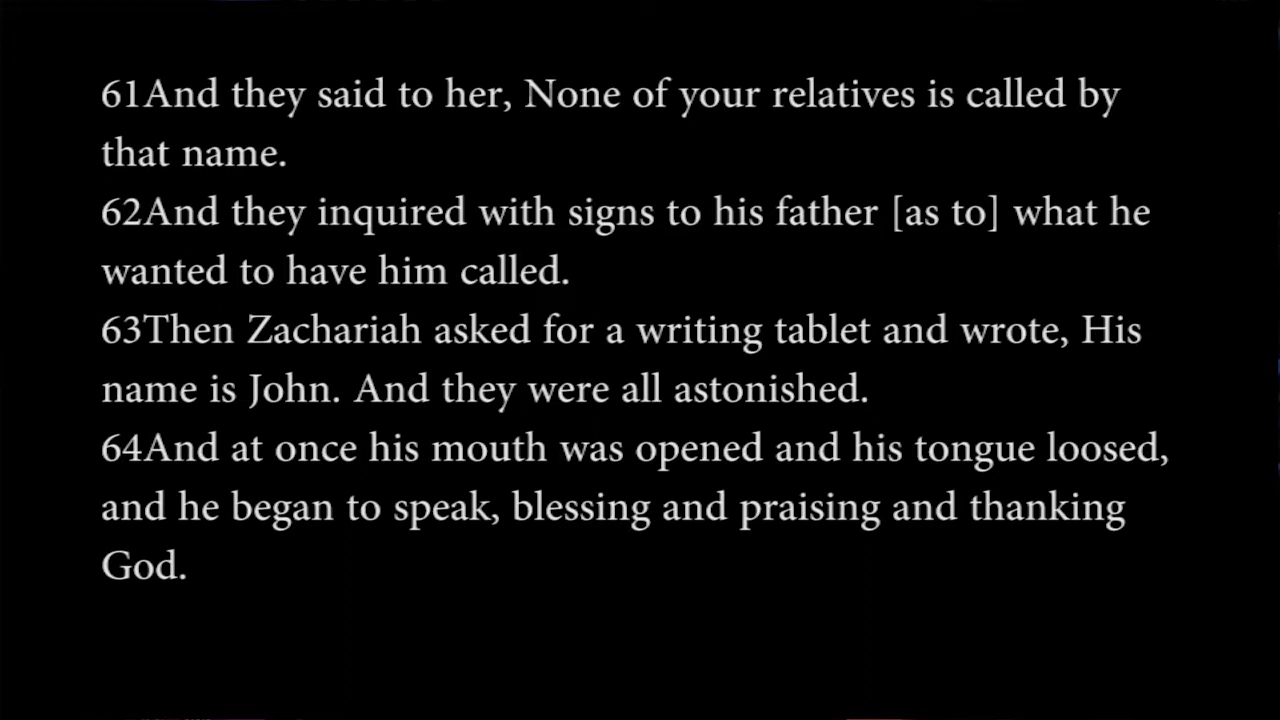 61And they said to her, None of your relatives is called by
that name.
62And they inquired with signs to his father [as to] what he
wanted to have him called.
63Then Zachariah asked for a writing tablet and wrote, His
name is John. And they were all astonished.
64And at once his mouth was opened and his tongue loosed,
and he began to speak, blessing and praising and thanking
God.